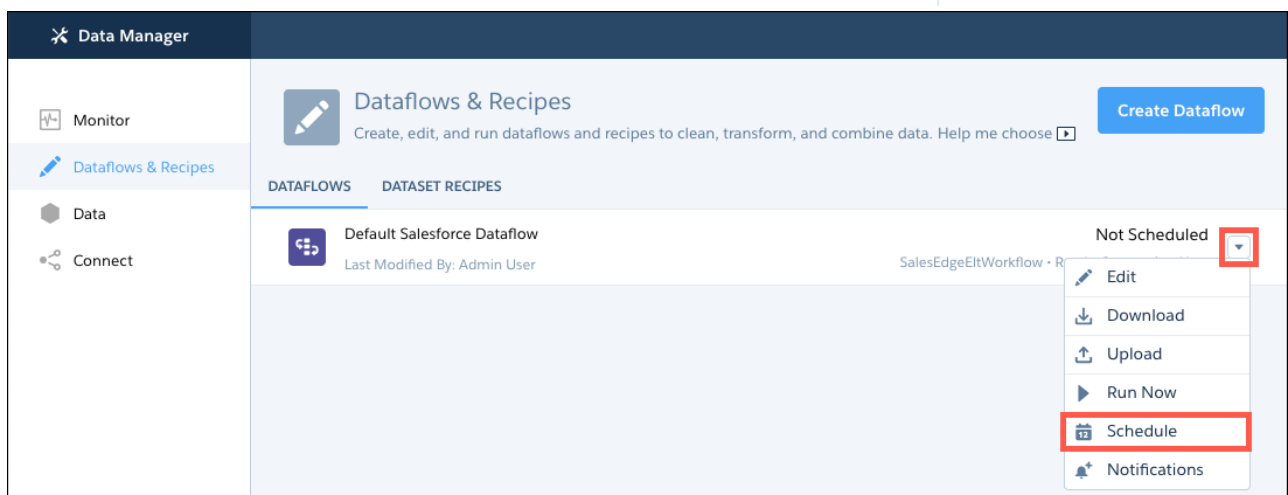 Data Manager
Monitor
Dataflows & Recipes
Data
Connect
Dataflows & Recipes
Create, edit, and run dataflows and recipes to clean, transform, and combine data. Help me choose
Create Dataflow
DATAFLOWS DATASET RECIPES
Default Salesforce Dataflow
Not Scheduled
Last Modified By: Admin User
SalesEdgeEltWorkflow •
Edit
Download
Upload
Run Now
12 Schedule
Notifications